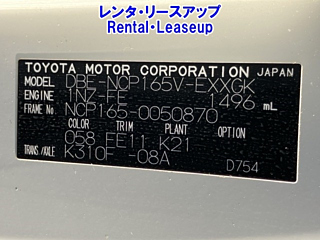 レンタ・リースアップ
Rental・Leaseup
TOYOTA MOTOR CORPORATION JAPAN
MODEL DBE-NCP165V-EXXGK
ENGINE 1NZ-FE 1496 mL
FRAME No. NCP165-0050870
COLOR TRIM PLANT OPTION
058 EE11 K21
TRANS./AXLE K310F -08A
D754